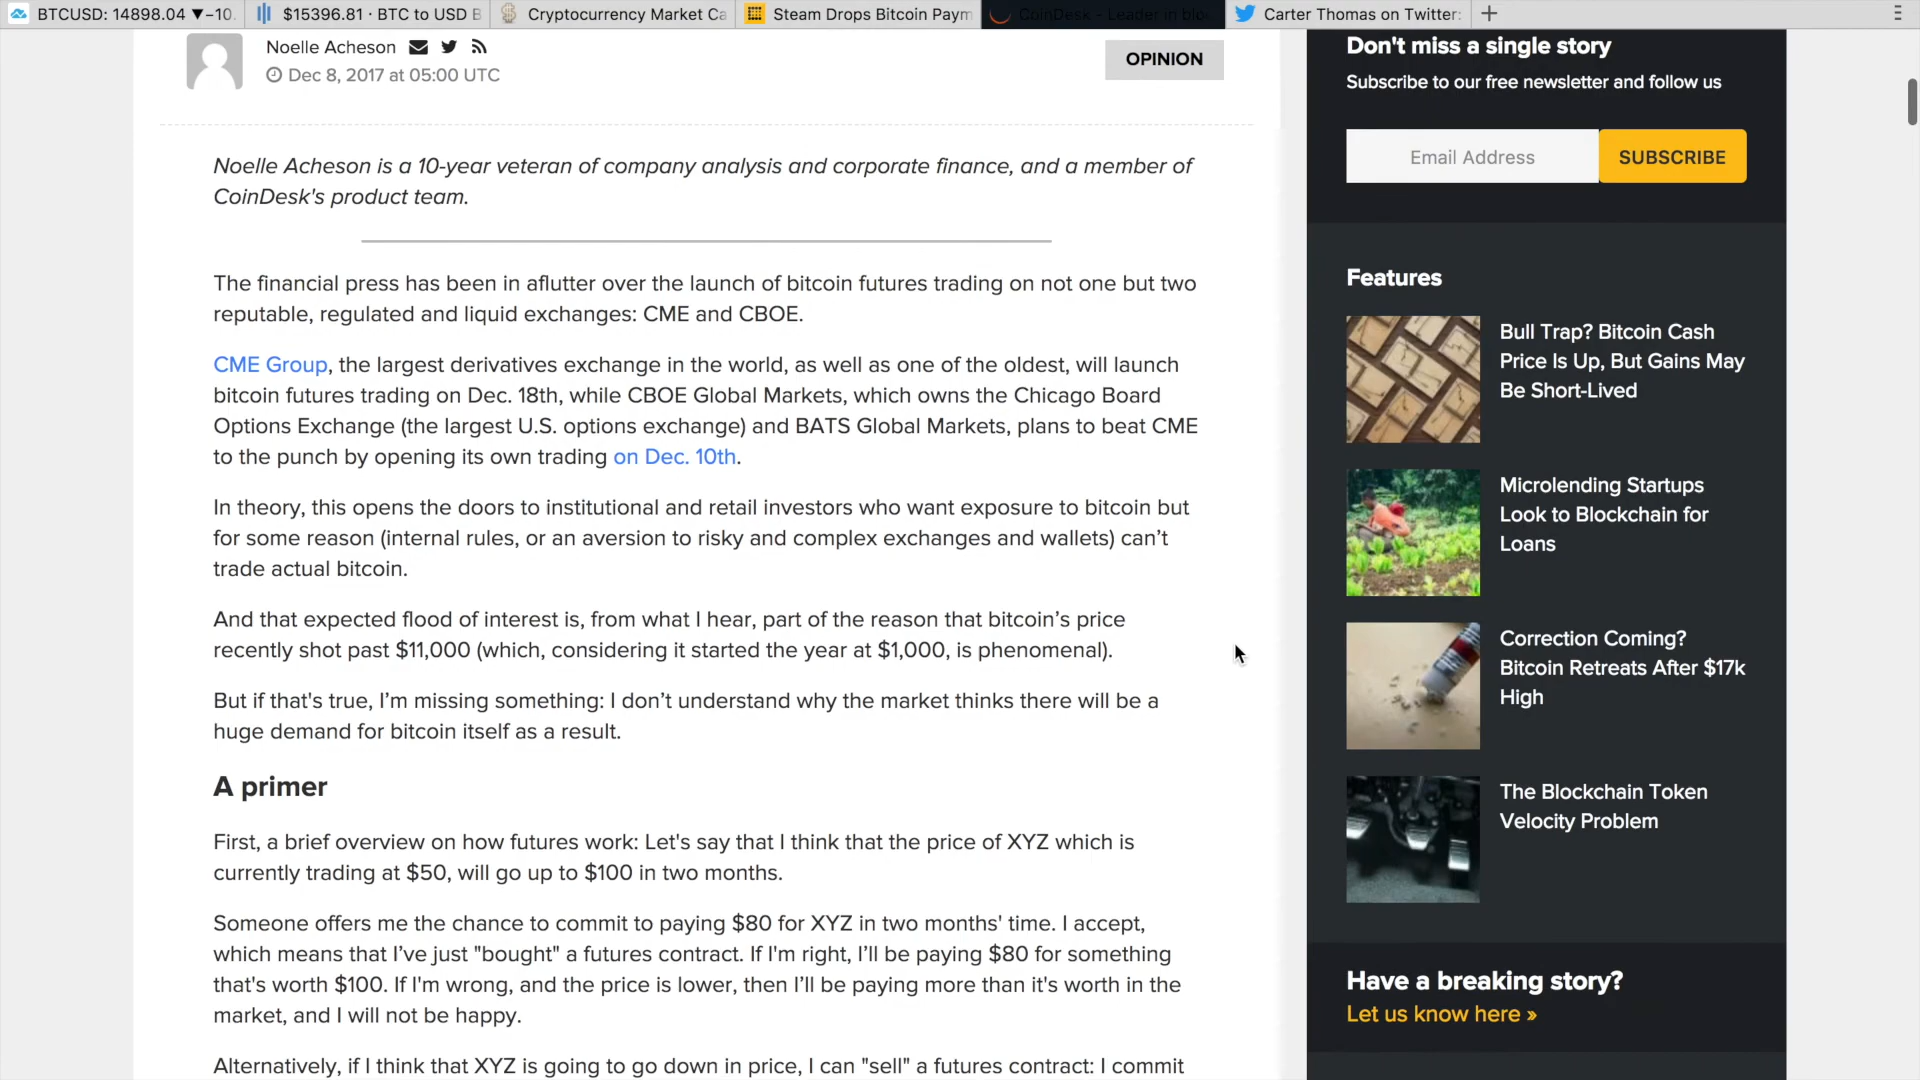 BTCUSD: 14898.04 ▼−10.
$15396.81 · BTC to USD B
Cryptocurrency Market Ca
Steam Drops Bitcoin Paym
CoinDesk - Leader in blo
Carter Thomas on Twitter:
Noelle Acheson
Dec 8, 2017 at 05:00 UTC
OPINION
Noelle Acheson is a 10-year veteran of company analysis and corporate finance, and a member of
CoinDesk's product team.
The financial press has been in aflutter over the launch of bitcoin futures trading on not one but two
reputable, regulated and liquid exchanges: CME and CBOE.
CME Group, the largest derivatives exchange in the world, as well as one of the oldest, will launch
bitcoin futures trading on Dec. 18th, while CBOE Global Markets, which owns the Chicago Board
Options Exchange (the largest U.S. options exchange) and BATS Global Markets, plans to beat CME
to the punch by opening its own trading on Dec. 10th.
In theory, this opens the doors to institutional and retail investors who want exposure to bitcoin but
for some reason (internal rules, or an aversion to risky and complex exchanges and wallets) can’t
trade actual bitcoin.
And that expected flood of interest is, from what I hear, part of the reason that bitcoin’s price
recently shot past $11,000 (which, considering it started the year at $1,000, is phenomenal).
But if that's true, I’m missing something: I don’t understand why the market thinks there will be a
huge demand for bitcoin itself as a result.
A primer
First, a brief overview on how futures work: Let's say that I think that the price of XYZ which is
currently trading at $50, will go up to $100 in two months.
Someone offers me the chance to commit to paying $80 for XYZ in two months' time. I accept,
which means that I’ve just "bought" a futures contract. If I'm right, I’ll be paying $80 for something
that's worth $100. If I'm wrong, and the price is lower, then I’ll be paying more than it's worth in the
market, and I will not be happy.
Alternatively, if I think that XYZ is going to go down in price, I can "sell" a futures contract: I commit
Don't miss a single story
Subscribe to our free newsletter and follow us
Email Address
SUBSCRIBE
Features
Bull Trap? Bitcoin Cash
Price Is Up, But Gains May
Be Short-Lived
Microlending Startups
Look to Blockchain for
Loans
Correction Coming?
Bitcoin Retreats After $17k
High
The Blockchain Token
Velocity Problem
Have a breaking story?
Let us know here »